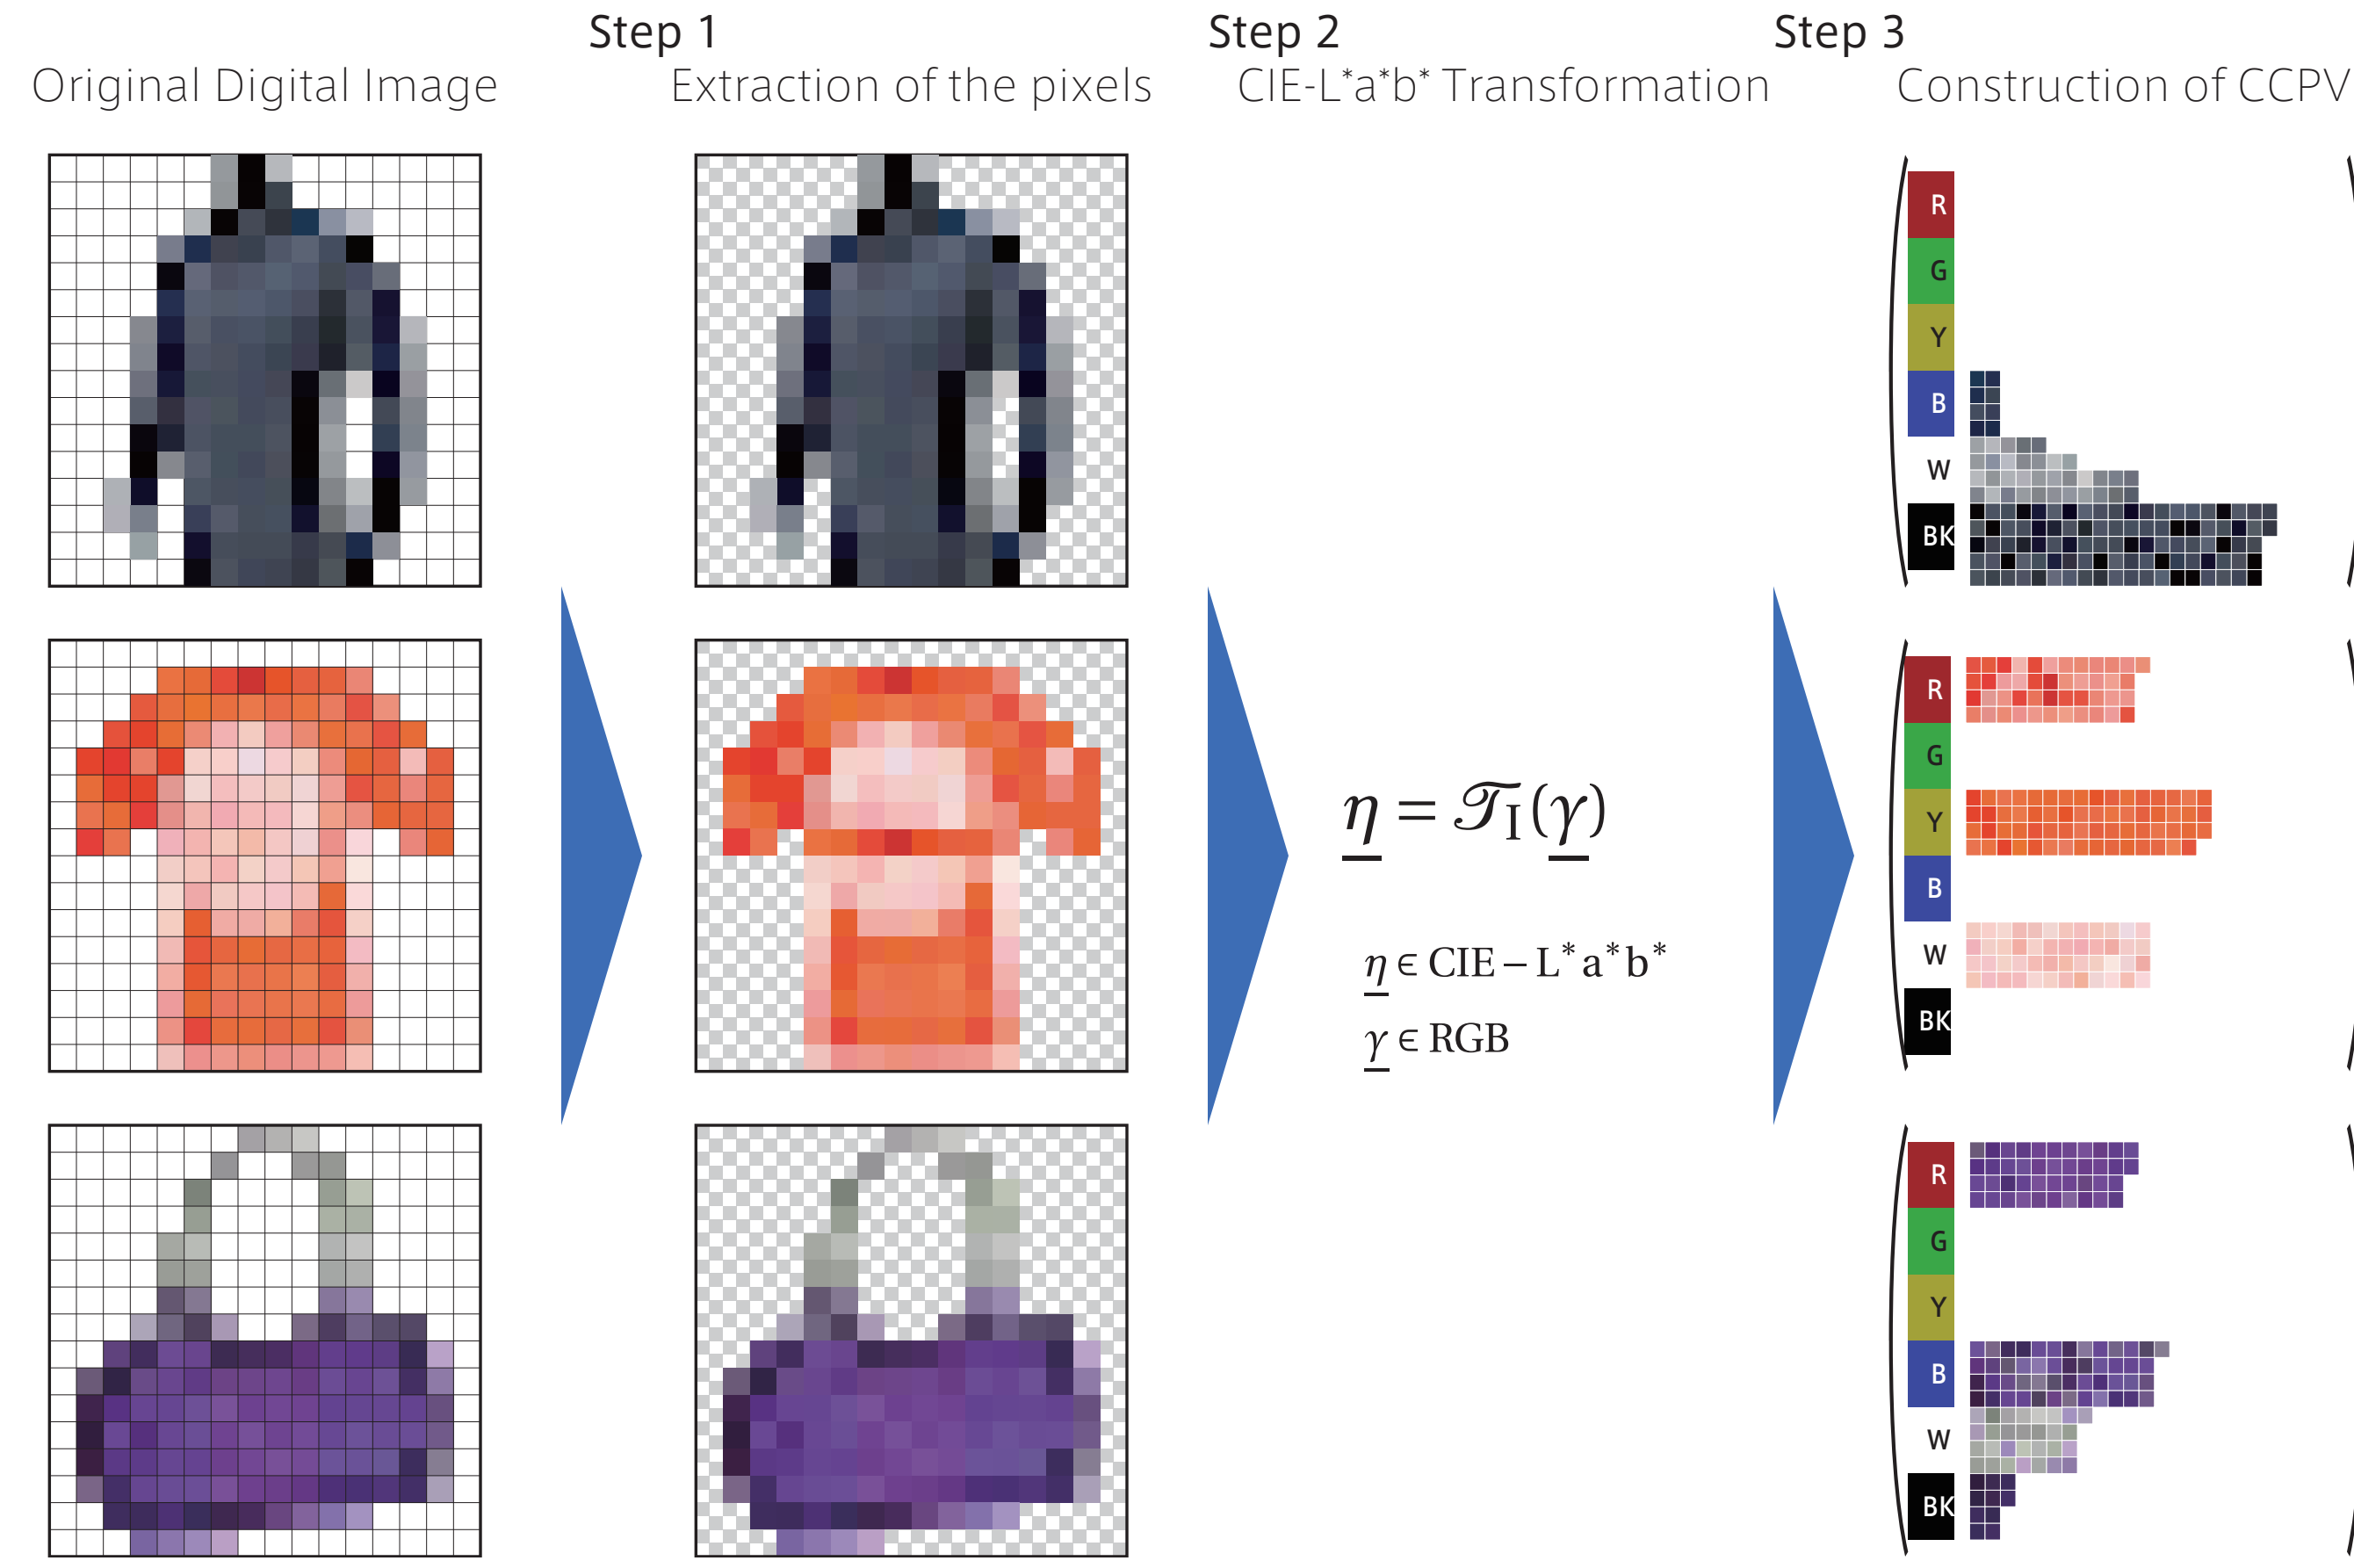 Step 1
Step 2
Step 3
Original Digital Image
Extraction of the pixels
CIE-L*a*b* Transformation
Construction of CCPV
R
G
Y
B
W
BK
η = 𝒯I(γ)
η ∈ CIE – L*a*b*
γ ∈ RGB
R
G
Y
B
W
BK
R
G
Y
B
W
BK